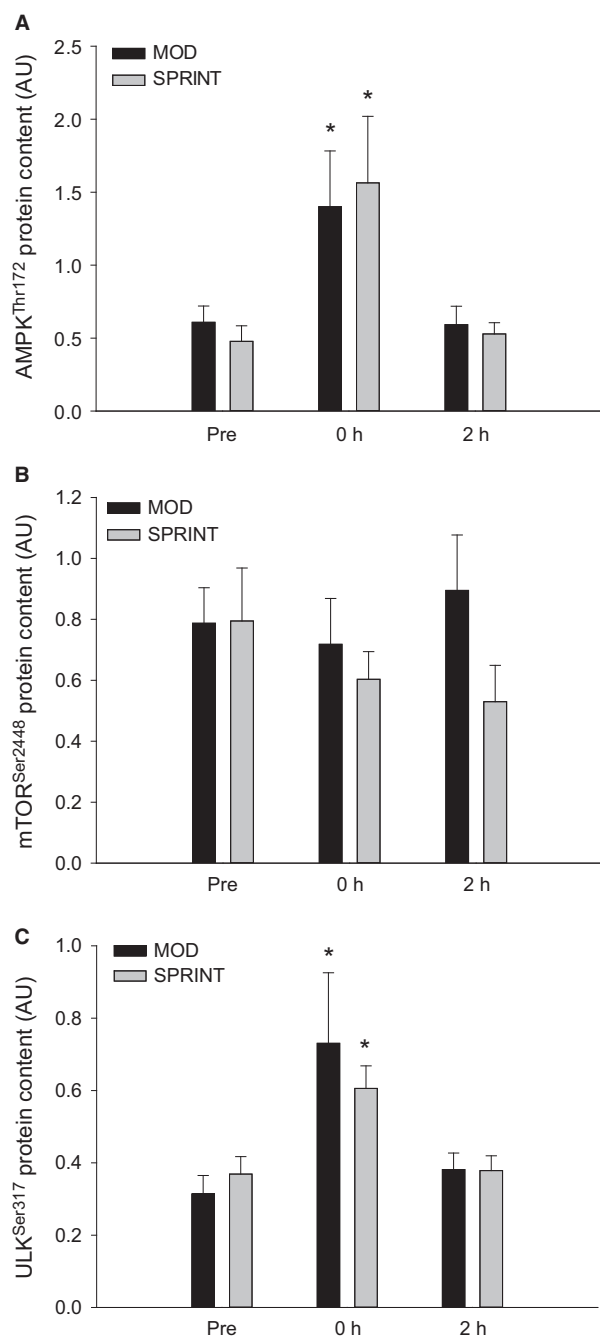 A
AMPK^Thr172 protein content (AU)
2.5
2.0
1.5
1.0
0.5
0.0
MOD
SPRINT
*
*
Pre 0 h 2 h
B
mTOR^Ser2448 protein content (AU)
1.2
1.0
0.8
0.6
0.4
0.2
0.0
MOD
SPRINT
Pre 0 h 2 h
C
ULK^Ser317 protein content (AU)
1.0
0.8
0.6
0.4
0.2
0.0
MOD
SPRINT
*
*
Pre 0 h 2 h